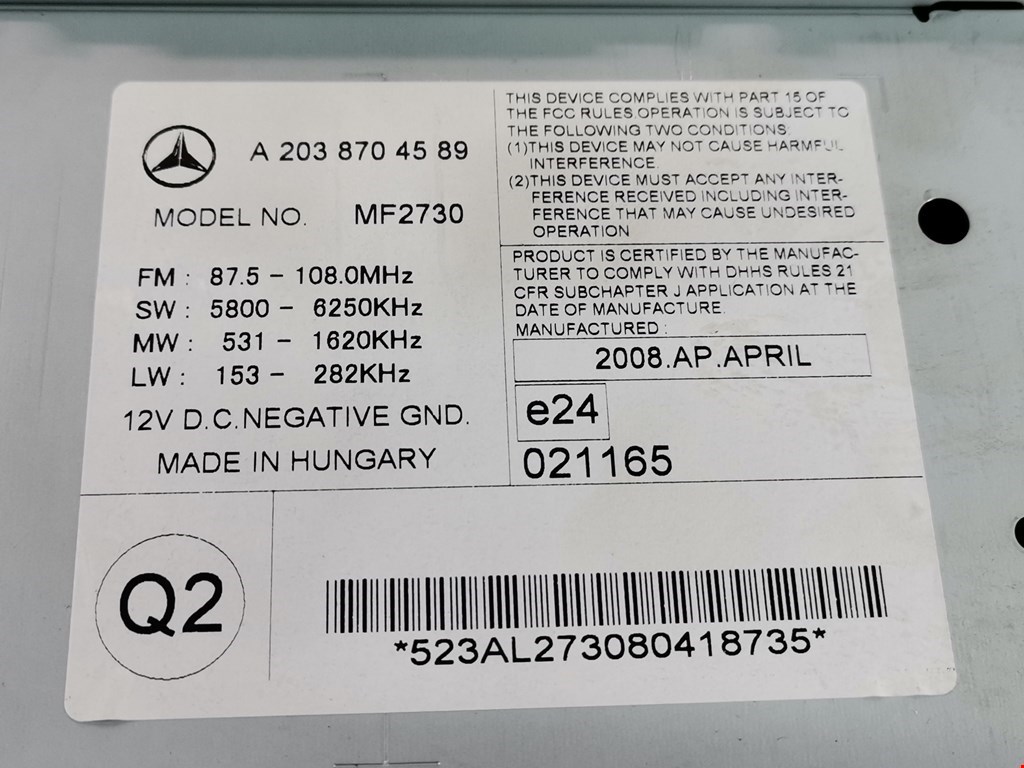 A 203 870 45 89
MODEL NO. MF2730
FM : 87.5 - 108.0MHz
SW : 5800 - 6250KHz
MW : 531 - 1620KHz
LW : 153 - 282KHz
12V D.C.NEGATIVE GND.
MADE IN HUNGARY
THIS DEVICE COMPLIES WITH PART 15 OF
THE FCC RULES.OPERATION IS SUBJECT TO
THE FOLLOWING TWO CONDITIONS:
(1)THIS DEVICE MAY NOT CAUSE HARMFUL
INTERFERENCE.
(2)THIS DEVICE MUST ACCEPT ANY INTER-
FERENCE RECEIVED INCLUDING INTER-
FERENCE THAT MAY CAUSE UNDESIRED
OPERATION
PRODUCT IS CERTIFIED BY THE MANUFAC-
TURER TO COMPLY WITH DHHS RULES 21
CFR SUBCHAPTER J APPLICATION AT THE
DATE OF MANUFACTURE.
MANUFACTURED :
2008.AP.APRIL
e24
021165
Q2
*523AL273080418735*